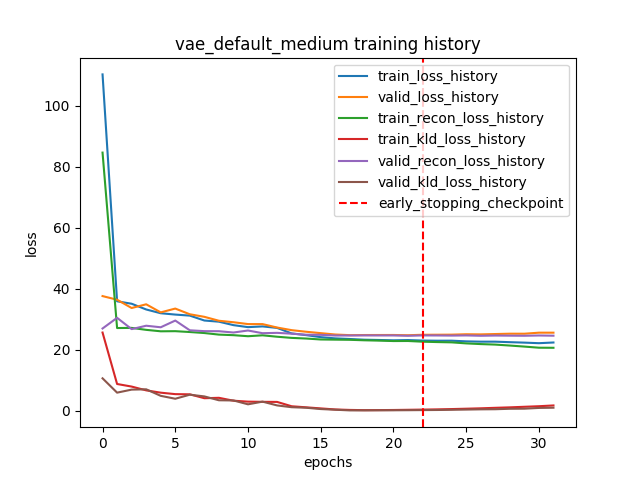 vae_default_medium training history
train_loss_history
valid_loss_history
train_recon_loss_history
train_kld_loss_history
valid_recon_loss_history
valid_kld_loss_history
early_stopping_checkpoint
100
80
60
40
20
0
loss
0 5 10 15 20 25 30
epochs